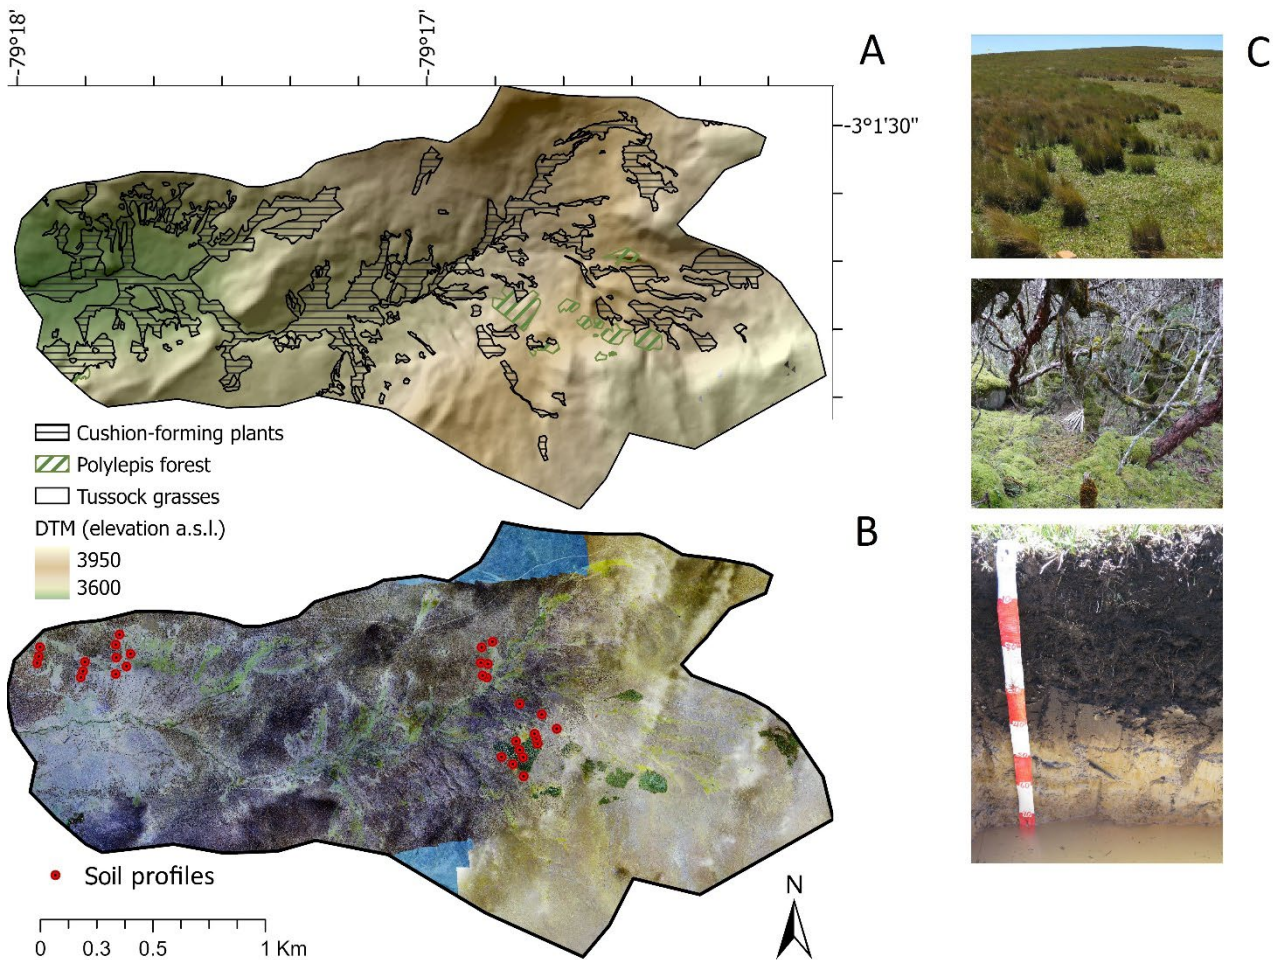 -79°18'
-79°17'
A
C
-3°1'30"
Cushion-forming plants
Polylepis forest
Tussock grasses
DTM (elevation a.s.l.)
3950
3600
B
Soil profiles
N
0 0.3 0.5 1 Km